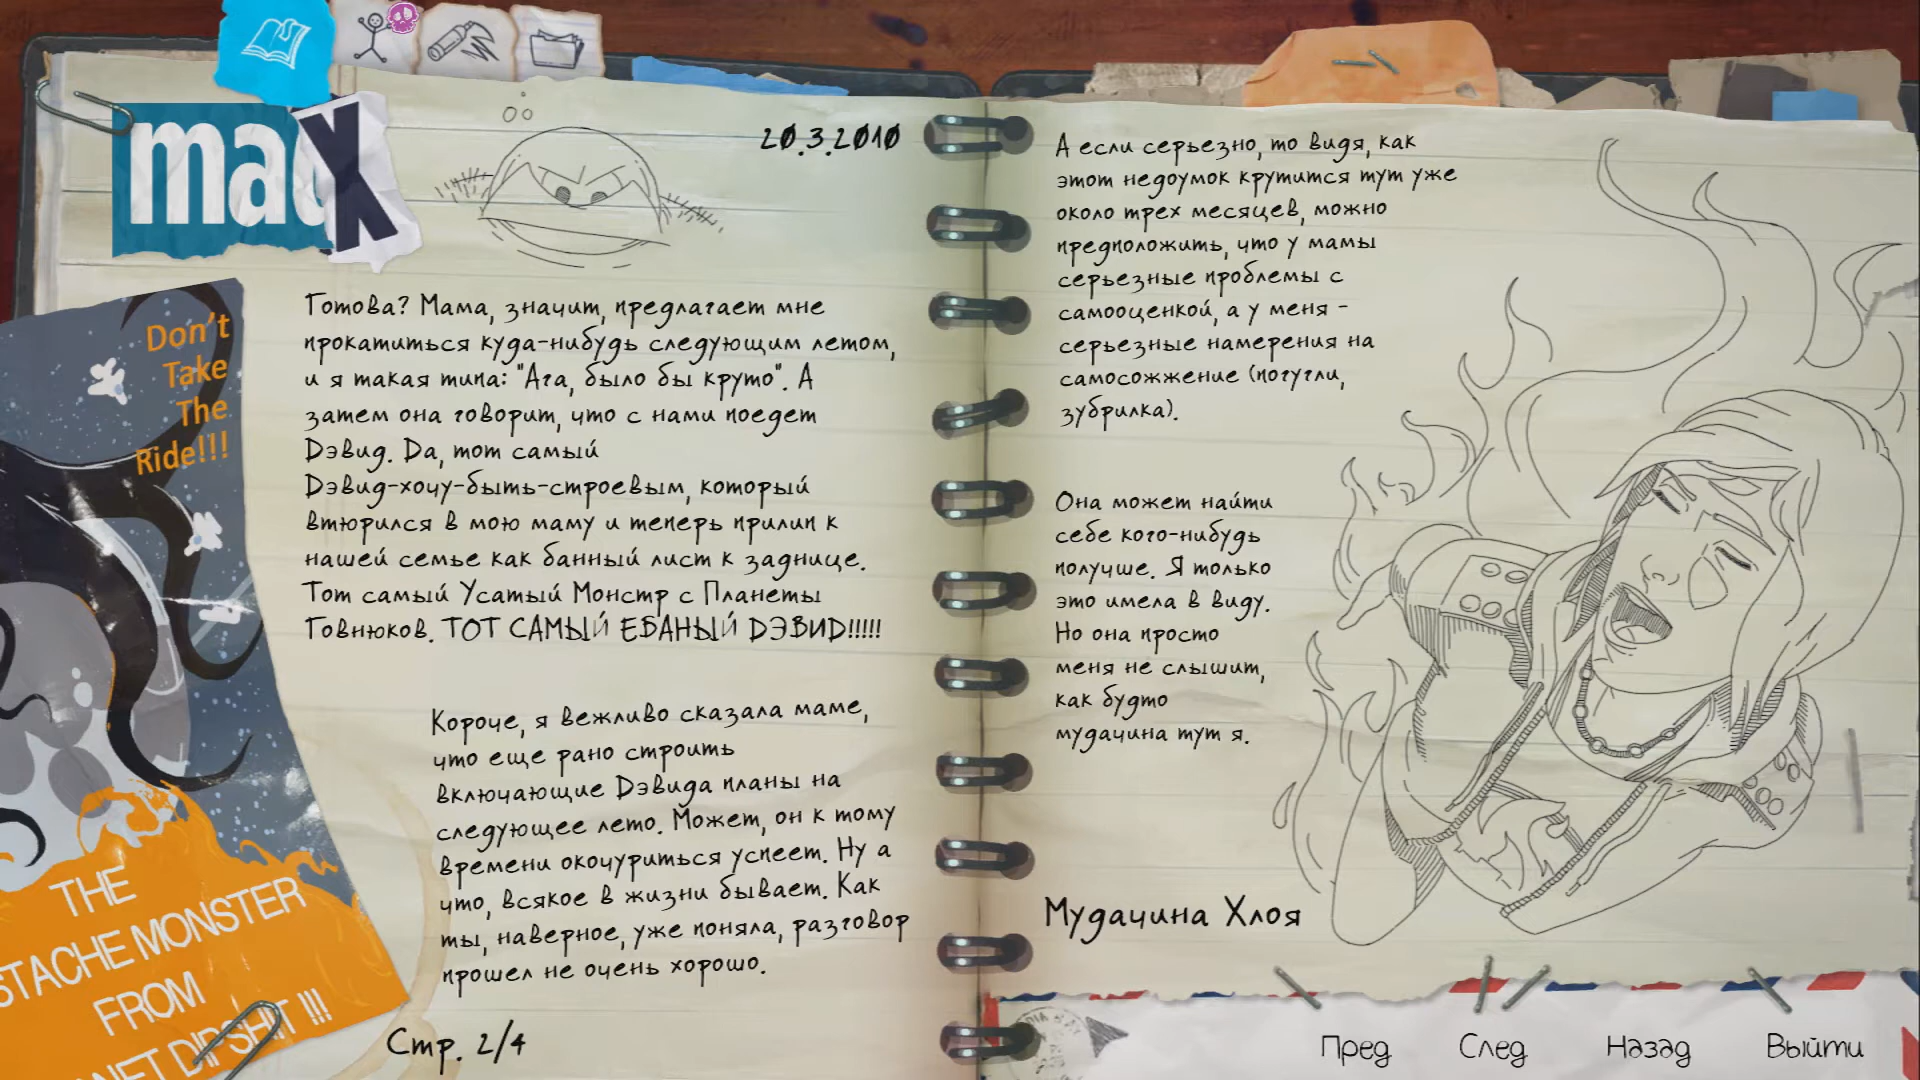 madX
20.3.2010
Don't
Take
The
Ride!!!
Готова? Мама, значит, предлагает мне
прокатиться куда-нибудь следующим летом,
и я такая типа: "Ага, было бы круто". А
затем она говорит, что с нами поедет
Дэвид. Да, тот самый
Дэвид-хочу-быть-строевым, который
втюрился в мою маму и теперь прилип к
нашей семье как банный лист к заднице.
Тот самый Усатый Монстр с Планеты
Говнюков. ТОТ САМЫЙ ЕБАНЫЙ ДЭВИД!!!!!
Короче, я вежливо сказала маме,
что еще рано строить
включающие Дэвида планы на
следующее лето. Может, он к тому
времени окочуриться успеет. Ну а
что, всякое в жизни бывает. Как
ты, наверное, уже поняла, разговор
прошел не очень хорошо.
THE
STACHE MONSTER
FROM
NET DIPSHIT !!!
Стр. 2/4
А если серьезно, то видя, как
этот недоумок крутится тут уже
около трех месяцев, можно
предположить, что у мамы
серьезные проблемы с
самооценкой, а у меня -
серьезные намерения на
самосожжение (погугли,
зубрилка).
Она может найти
себе кого-нибудь
получше. Я только
это имела в виду.
Но она просто
меня не слышит,
как будто
мудачина тут я.
Мудачина Хлоя
Пред
След
Назад
Выйти